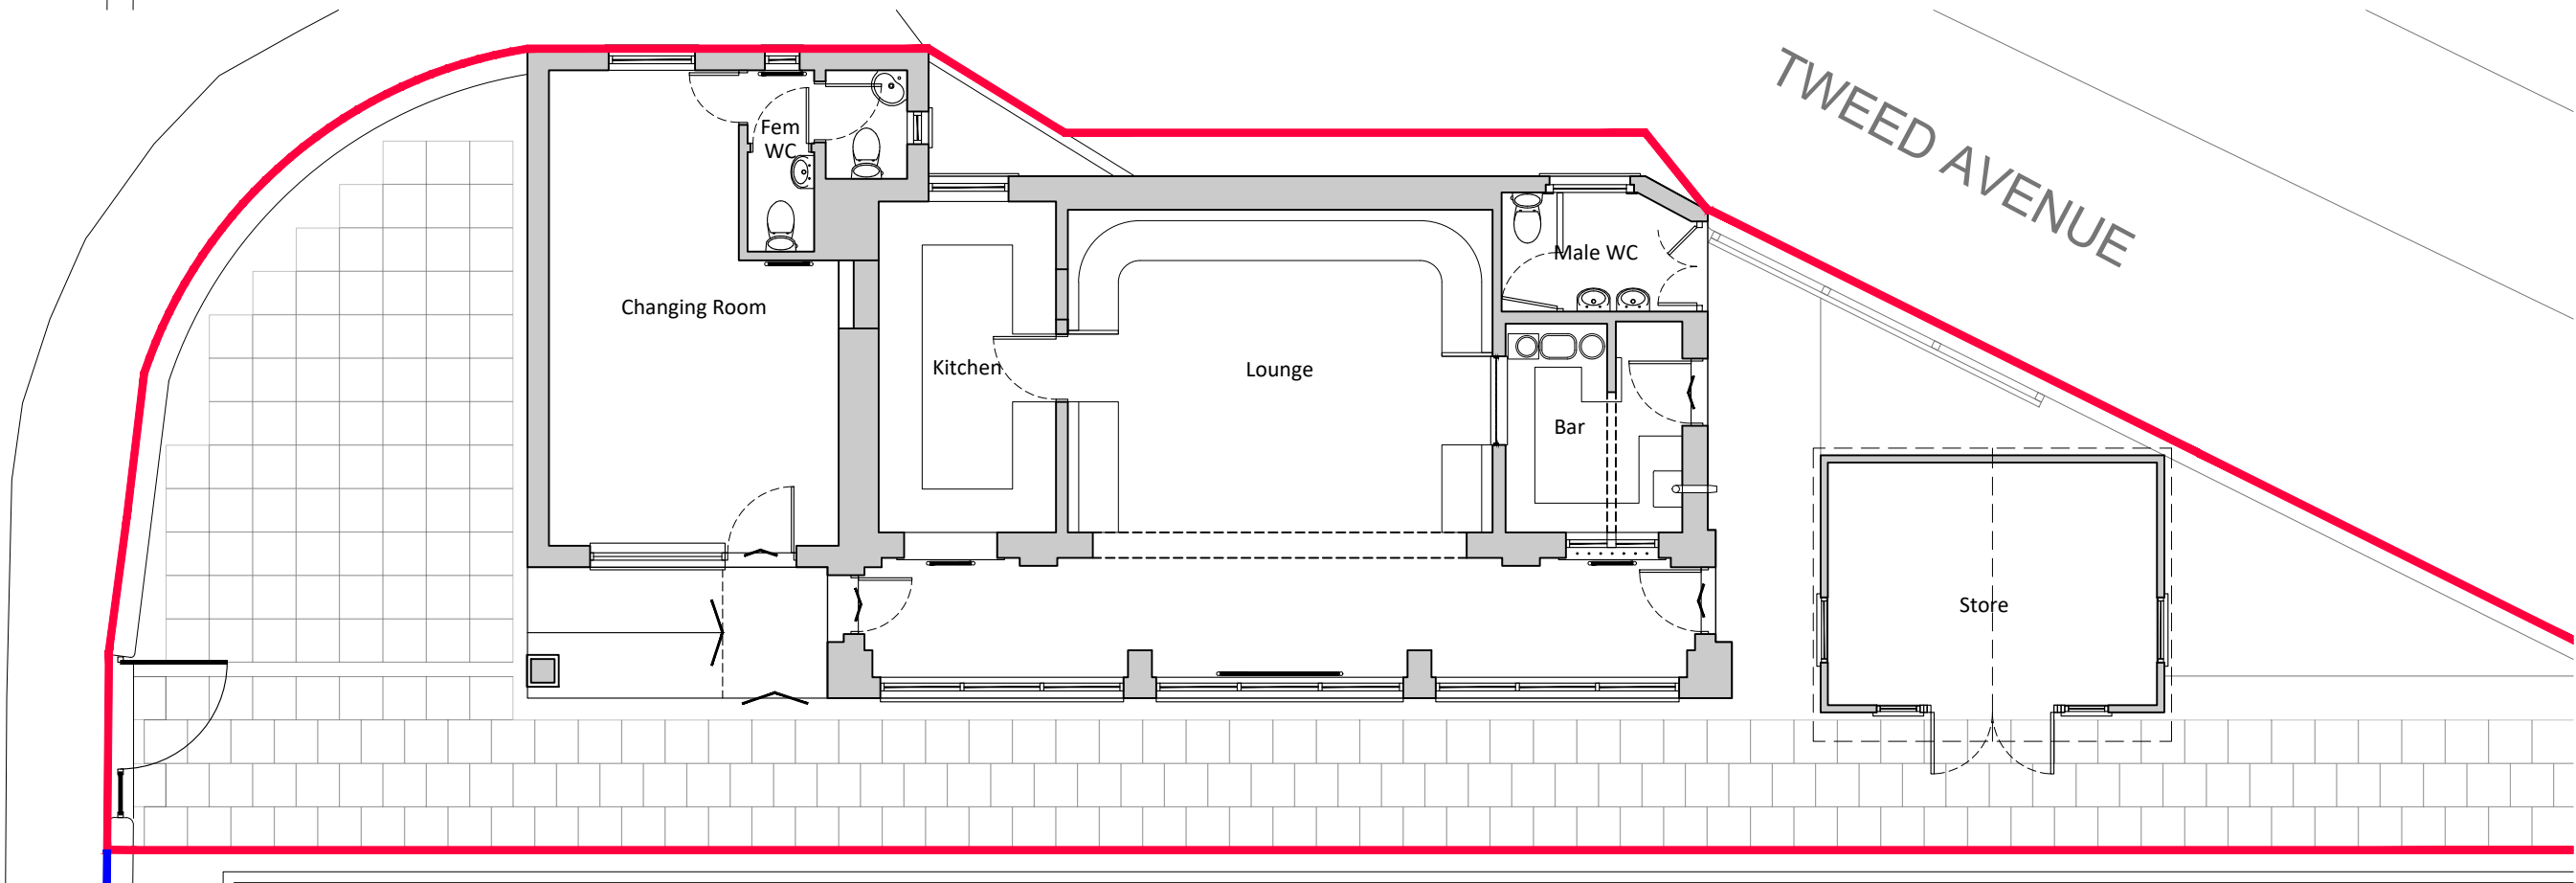 TWEED AVENUE
Fem
WC
Male WC
Changing Room
Kitchen
Lounge
Bar
Store